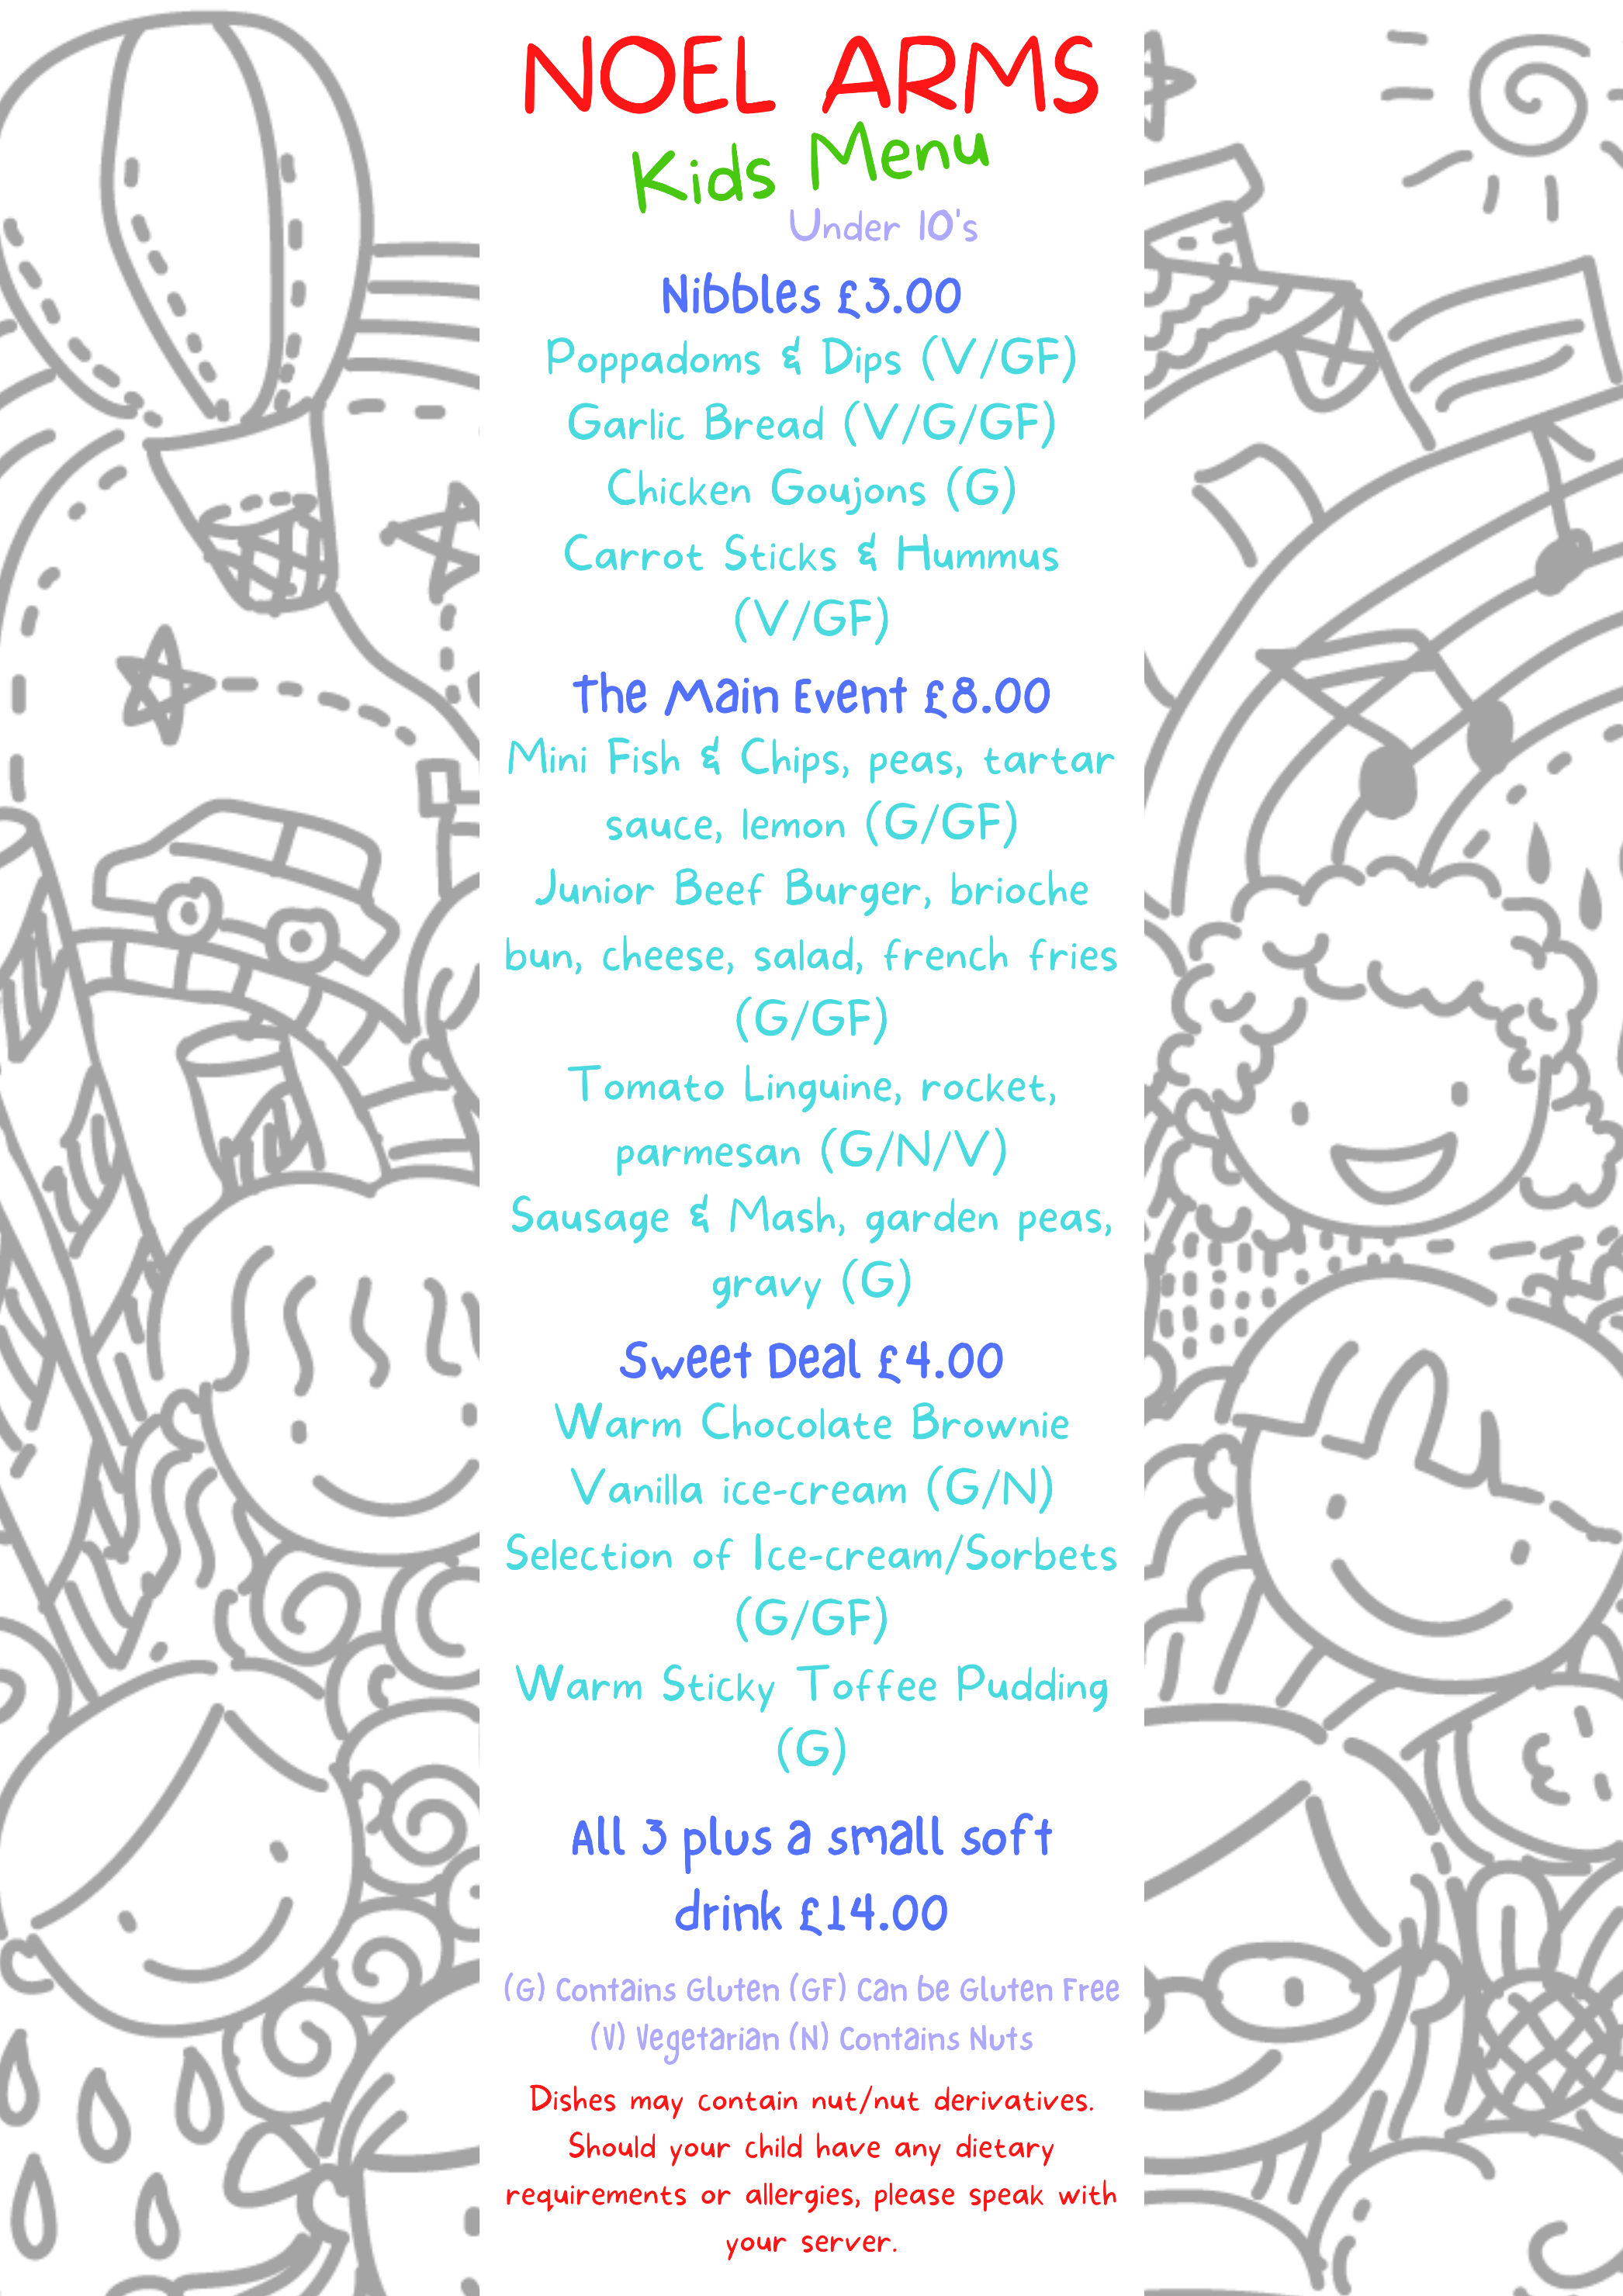 NOEL ARMS
Kids Menu
Under 10's
Nibbles £3.00
Poppadoms & Dips (V/GF)
Garlic Bread (V/G/GF)
Chicken Goujons (G)
Carrot Sticks & Hummus
(V/GF)
The Main Event £8.00
Mini Fish & Chips, peas, tartar
sauce, lemon (G/GF)
Junior Beef Burger, brioche
bun, cheese, salad, french fries
(G/GF)
Tomato Linguine, rocket,
parmesan (G/N/V)
Sausage & Mash, garden peas,
gravy (G)
Sweet Deal £4.00
Warm Chocolate Brownie
Vanilla ice-cream (G/N)
Selection of Ice-cream/Sorbets
(G/GF)
Warm Sticky Toffee Pudding
(G)
All 3 plus a small soft
drink £14.00
(G) Contains Gluten (GF) Can be Gluten Free
(V) Vegetarian (N) Contains Nuts
Dishes may contain nut/nut derivatives.
Should your child have any dietary
requirements or allergies, please speak with
your server.